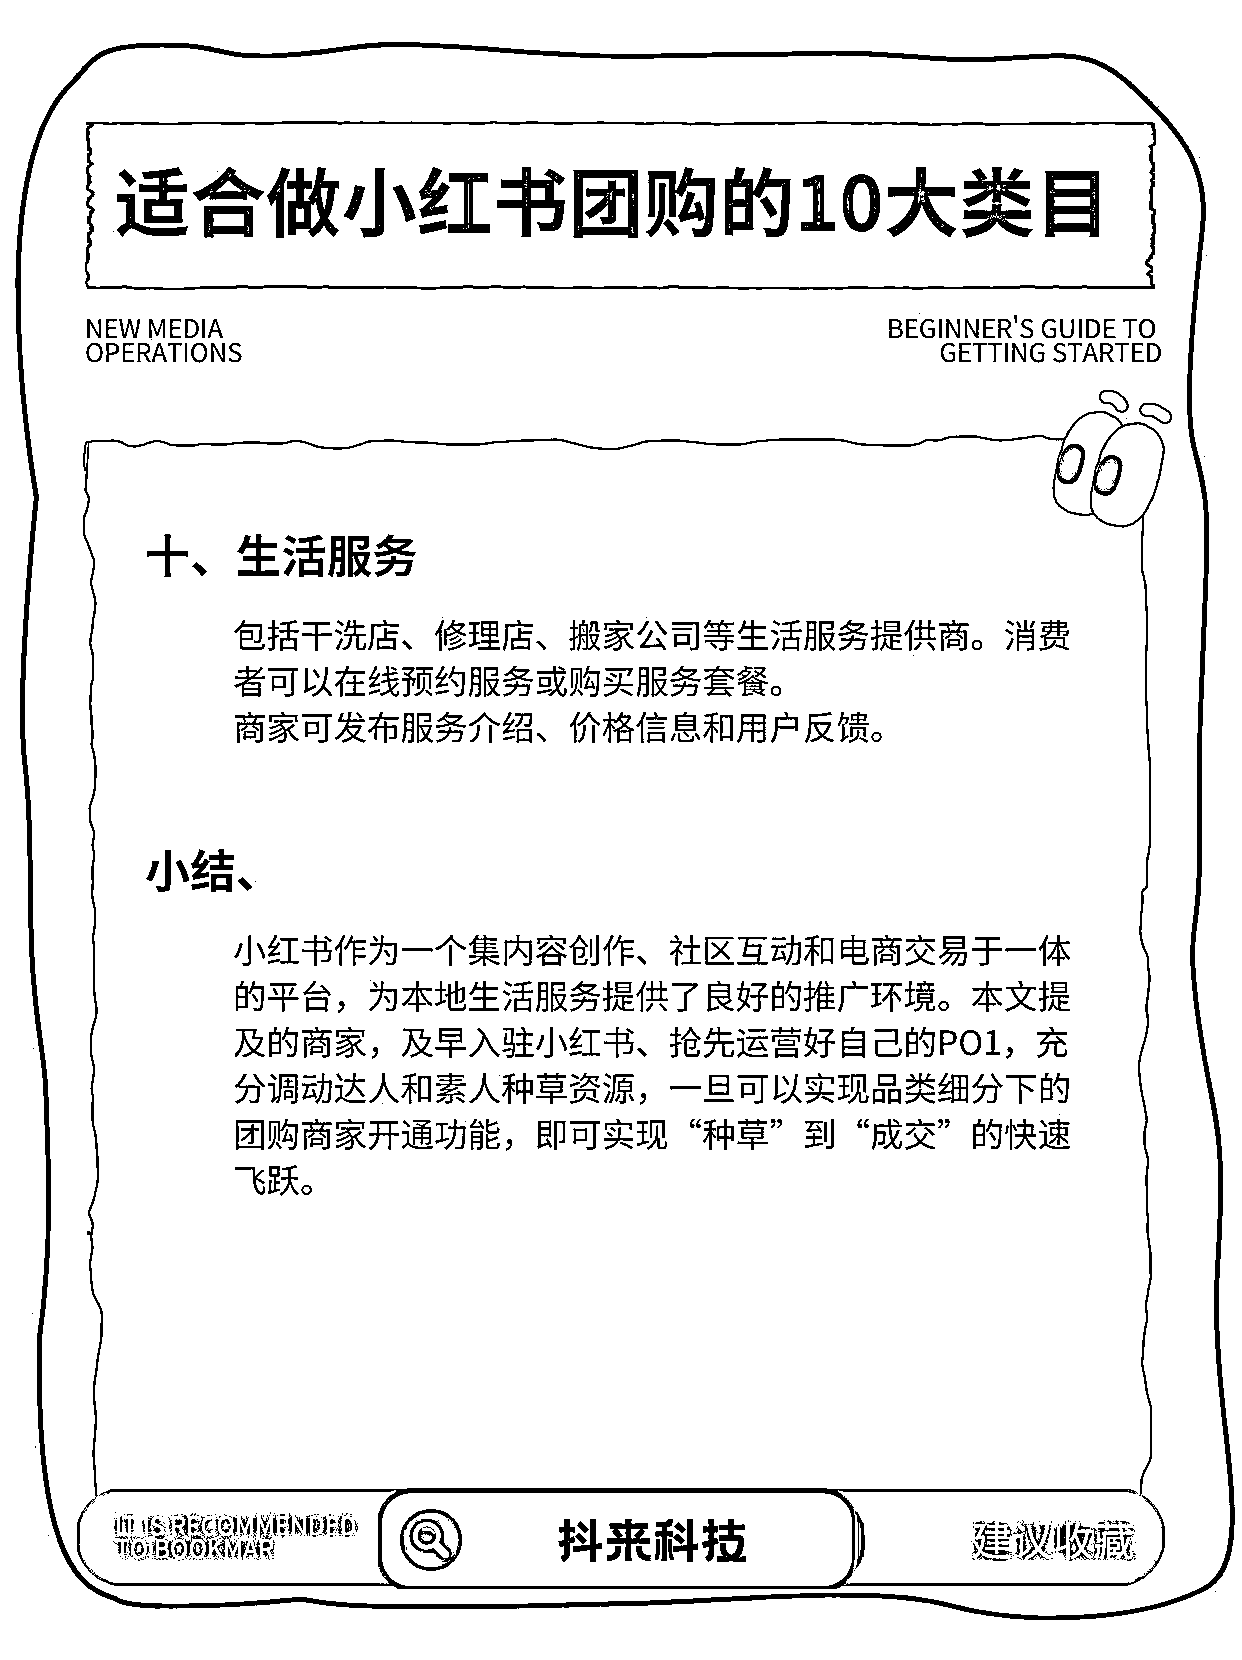 适合做小红书团购的10大类目
NEW MEDIA
OPERATIONS
BEGINNER'S GUIDE TO
GETTING STARTED
十、生活服务
包括干洗店、修理店、搬家公司等生活服务提供商。消费
者可以在线预约服务或购买服务套餐。
商家可发布服务介绍、价格信息和用户反馈。
小结、
小红书作为一个集内容创作、社区互动和电商交易于一体
的平台，为本地生活服务提供了良好的推广环境。本文提
及的商家，及早入驻小红书、抢先运营好自己的PO1，充
分调动达人和素人种草资源，一旦可以实现品类细分下的
团购商家开通功能，即可实现“种草”到“成交”的快速
飞跃。
IT IS RECOMMENDED
TO BOOKMAR
抖来科技
建议收藏